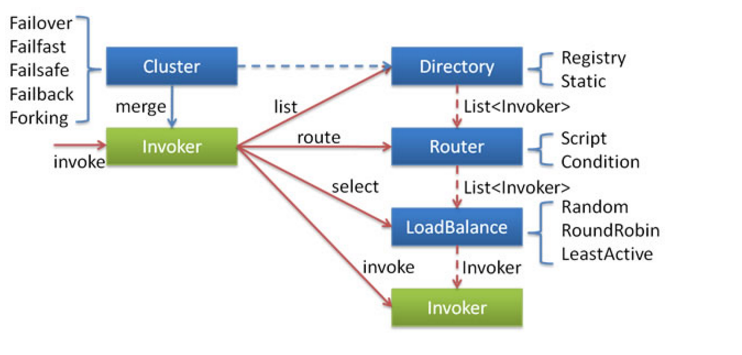 Failover
Failfast
Failsafe
Failback
Forking
Cluster
merge
invoke
Invoker
list
route
select
invoke
Directory
Registry
Static
List<Invoker>
Router
Script
Condition
List<Invoker>
LoadBalance
Random
RoundRobin
LeastActive
Invoker
Invoker